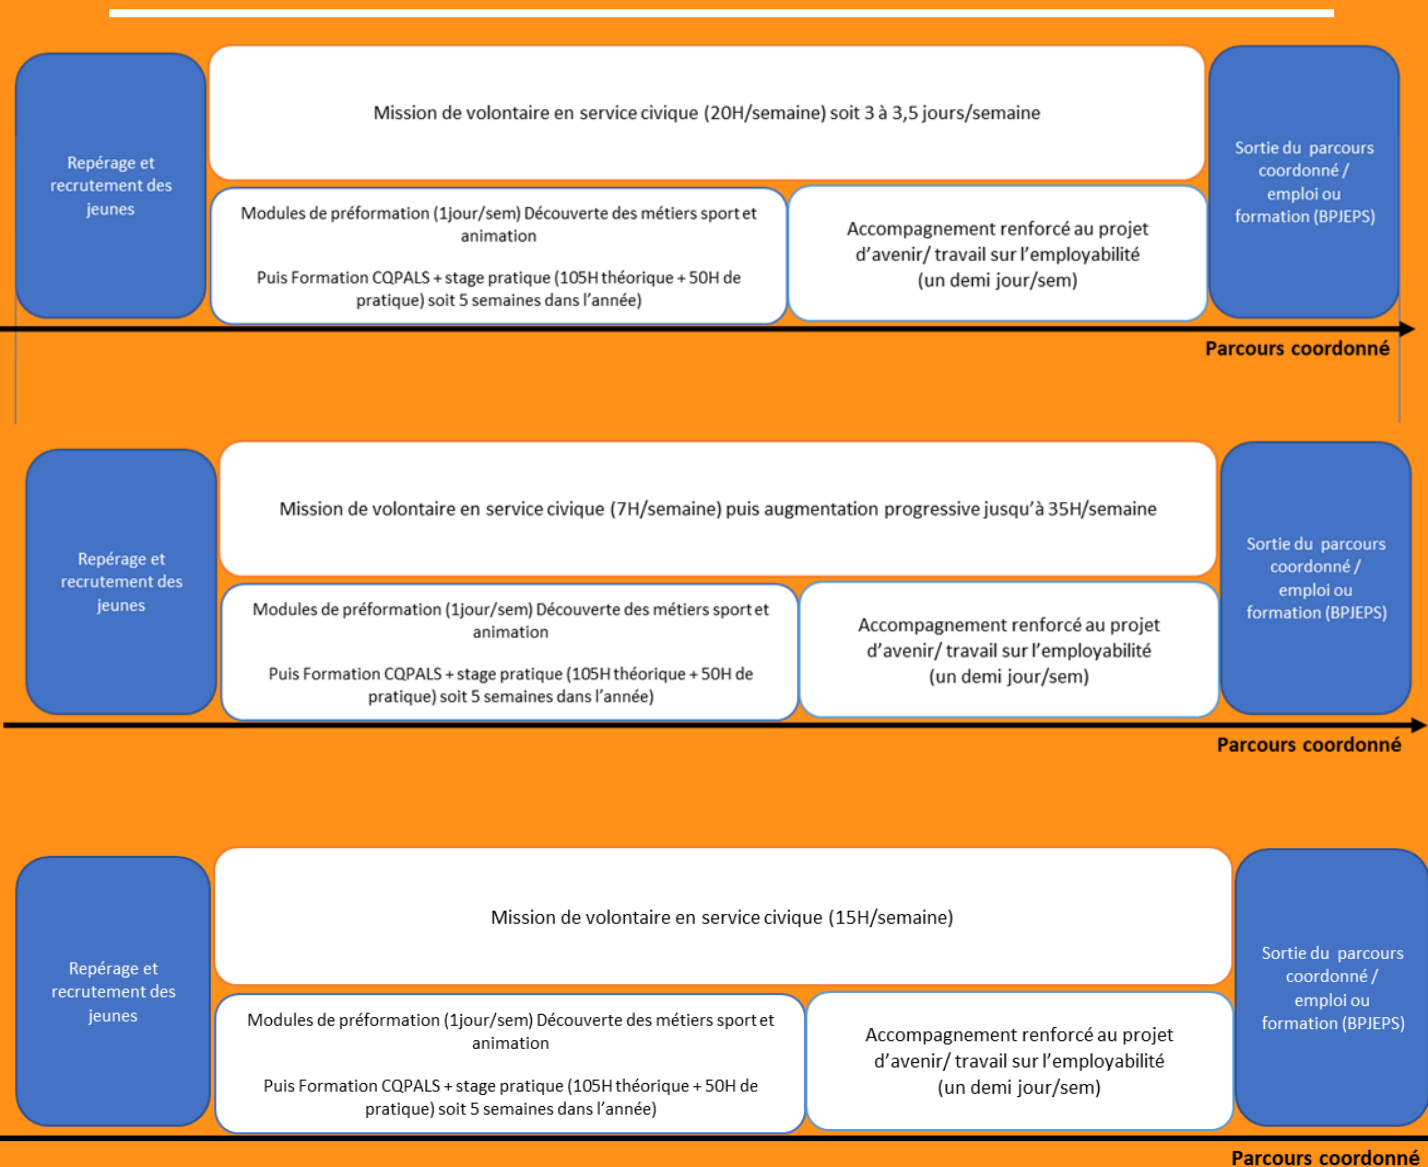 Repérage et
recrutement des
jeunes
Mission de volontaire en service civique (20H/semaine) soit 3 à 3,5 jours/semaine
Modules de préformation (1jour/sem) Découverte des métiers sport et
animation
Puis Formation CQPALS + stage pratique (105H théorique + 50H de
pratique) soit 5 semaines dans l'année)
Accompagnement renforcé au projet
d'avenir/ travail sur l'employabilité
(un demi jour/sem)
Sortie du parcours
coordonné /
emploi ou
formation (BPJEPS)
Parcours coordonné
Repérage et
recrutement des
jeunes
Mission de volontaire en service civique (7H/semaine) puis augmentation progressive jusqu'à 35H/semaine
Modules de préformation (1jour/sem) Découverte des métiers sport et
animation
Puis Formation CQPALS + stage pratique (105H théorique + 50H de
pratique) soit 5 semaines dans l'année)
Accompagnement renforcé au projet
d'avenir/ travail sur l'employabilité
(un demi jour/sem)
Sortie du parcours
coordonné /
emploi ou
formation (BPJEPS)
Parcours coordonné
Repérage et
recrutement des
jeunes
Mission de volontaire en service civique (15H/semaine)
Modules de préformation (1jour/sem) Découverte des métiers sport et
animation
Puis Formation CQPALS + stage pratique (105H théorique + 50H de
pratique) soit 5 semaines dans l'année)
Accompagnement renforcé au projet
d'avenir/ travail sur l'employabilité
(un demi jour/sem)
Sortie du parcours
coordonné /
emploi ou
formation (BPJEPS)
Parcours coordonné